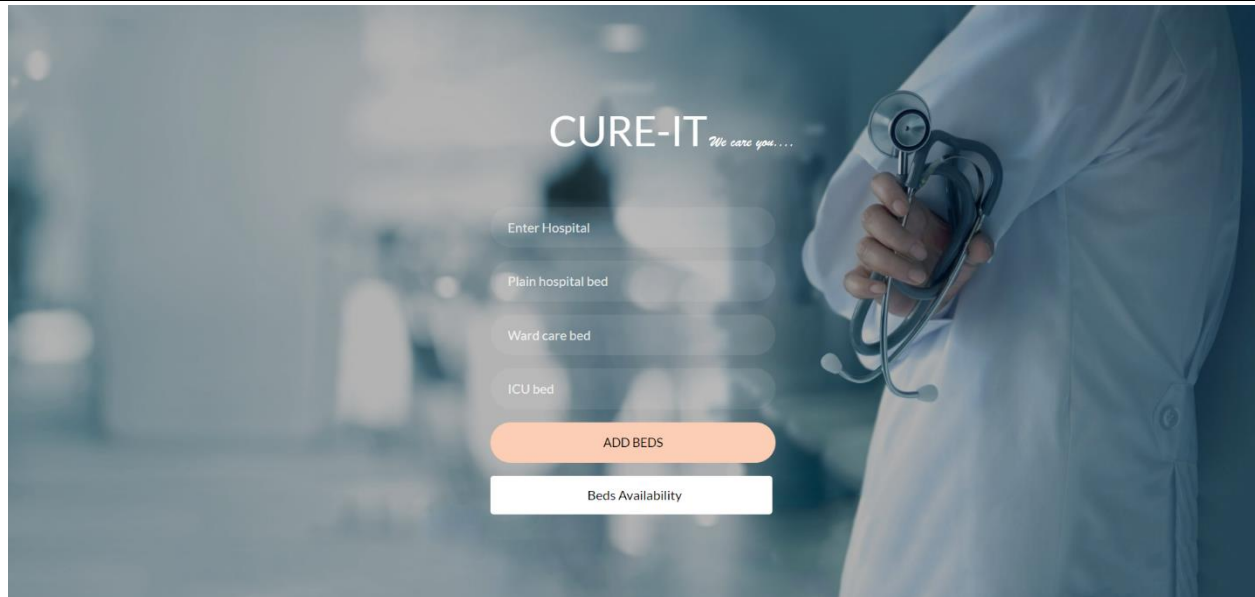 CURE-IT We care you....
Enter Hospital
Plain hospital bed
Ward care bed
ICU bed
ADD BEDS
Beds Availability